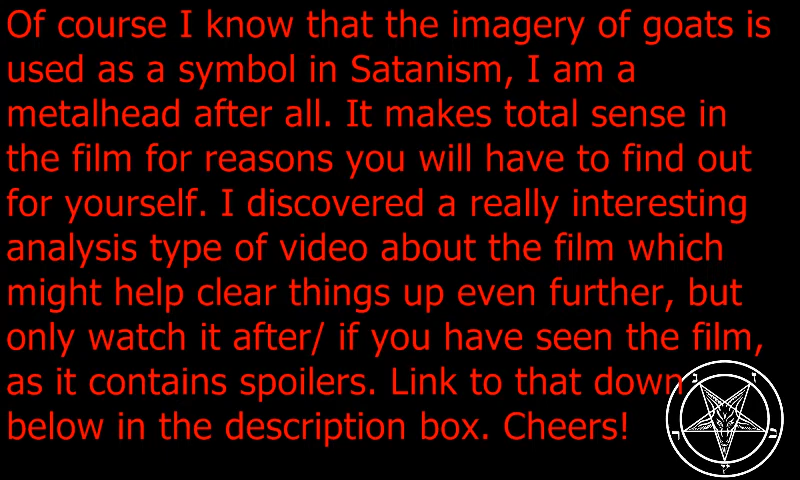 Of course I know that the imagery of goats is
used as a symbol in Satanism, I am a
metalhead after all. It makes total sense in
the film for reasons you will have to find out
for yourself. I discovered a really interesting
analysis type of video about the film which
might help clear things up even further, but
only watch it after/ if you have seen the film,
as it contains spoilers. Link to that down
below in the description box. Cheers!